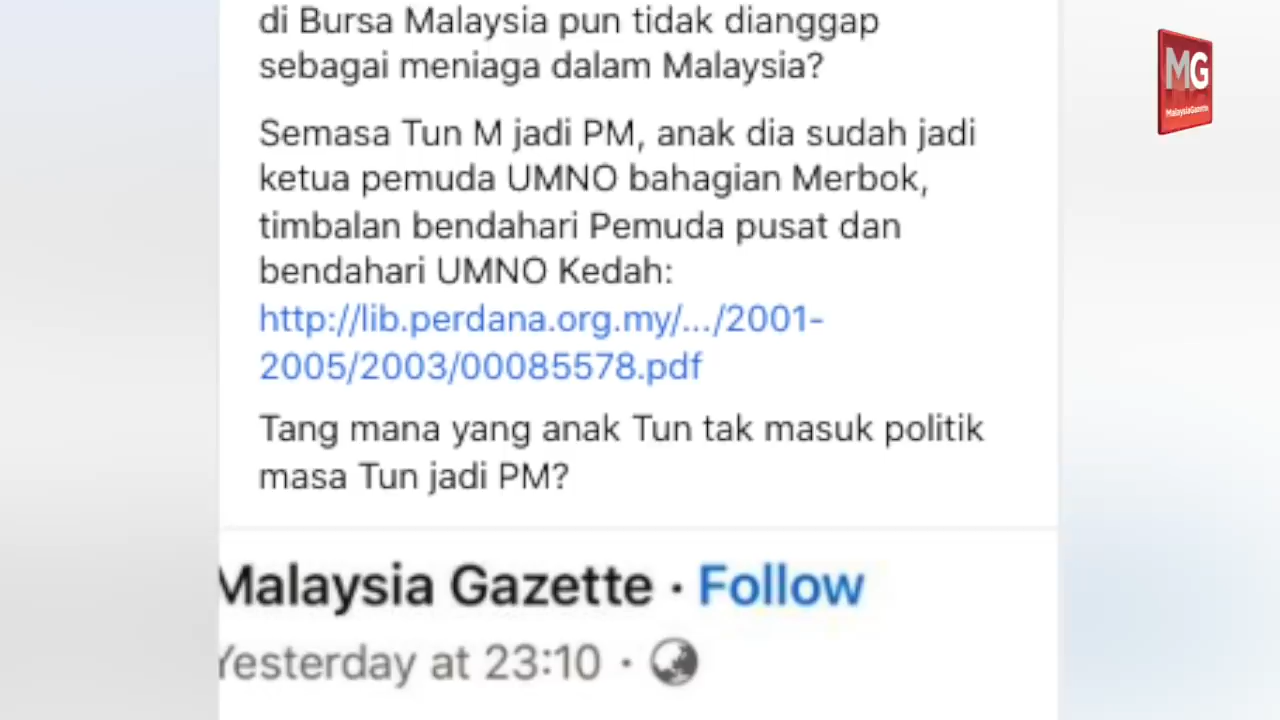 di Bursa Malaysia pun tidak dianggap
sebagai meniaga dalam Malaysia?
Semasa Tun M jadi PM, anak dia sudah jadi
ketua pemuda UMNO bahagian Merbok,
timbalan bendahari Pemuda pusat dan
bendahari UMNO Kedah:
http://lib.perdana.org.my/.../2001-
2005/2003/00085578.pdf
Tang mana yang anak Tun tak masuk politik
masa Tun jadi PM?
Malaysia Gazette · Follow
Yesterday at 23:10 ·
MG
MalaysiaGazette